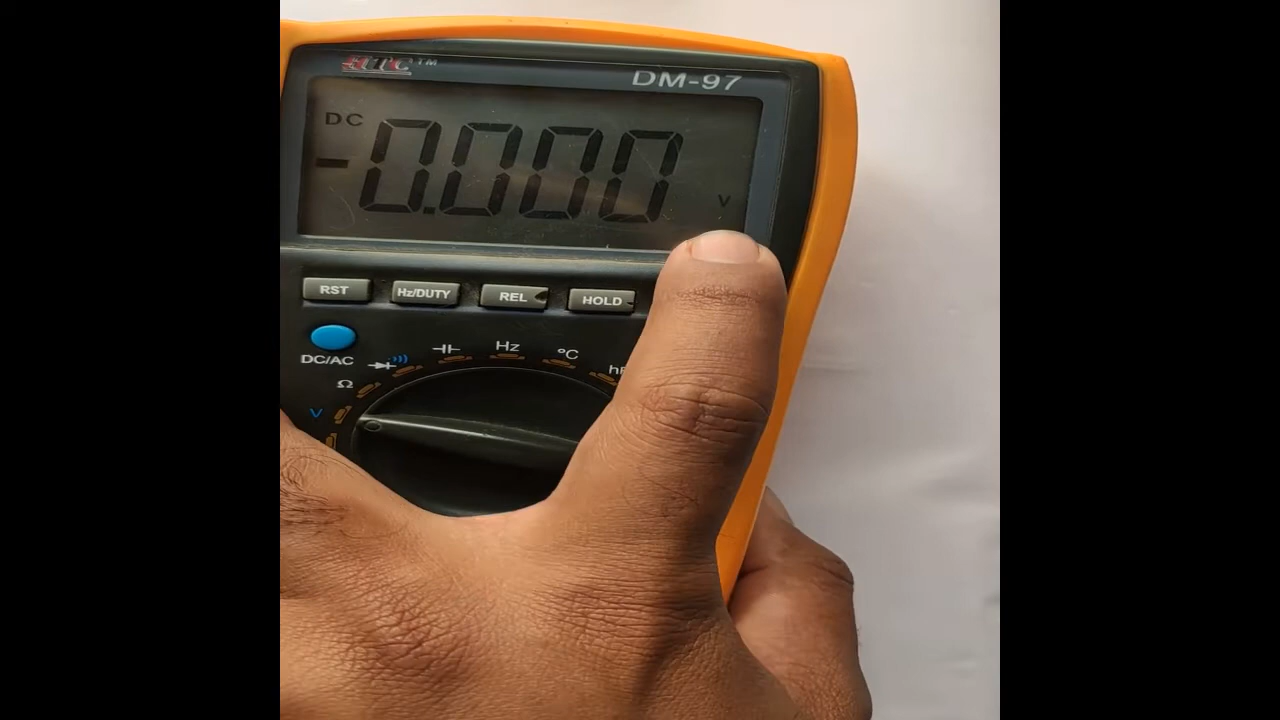 HTC™
DM-97
DC
-0.000
V
RST
Hz/DUTY
REL
HOLD
DC/AC
Hz
°C
Ω
V